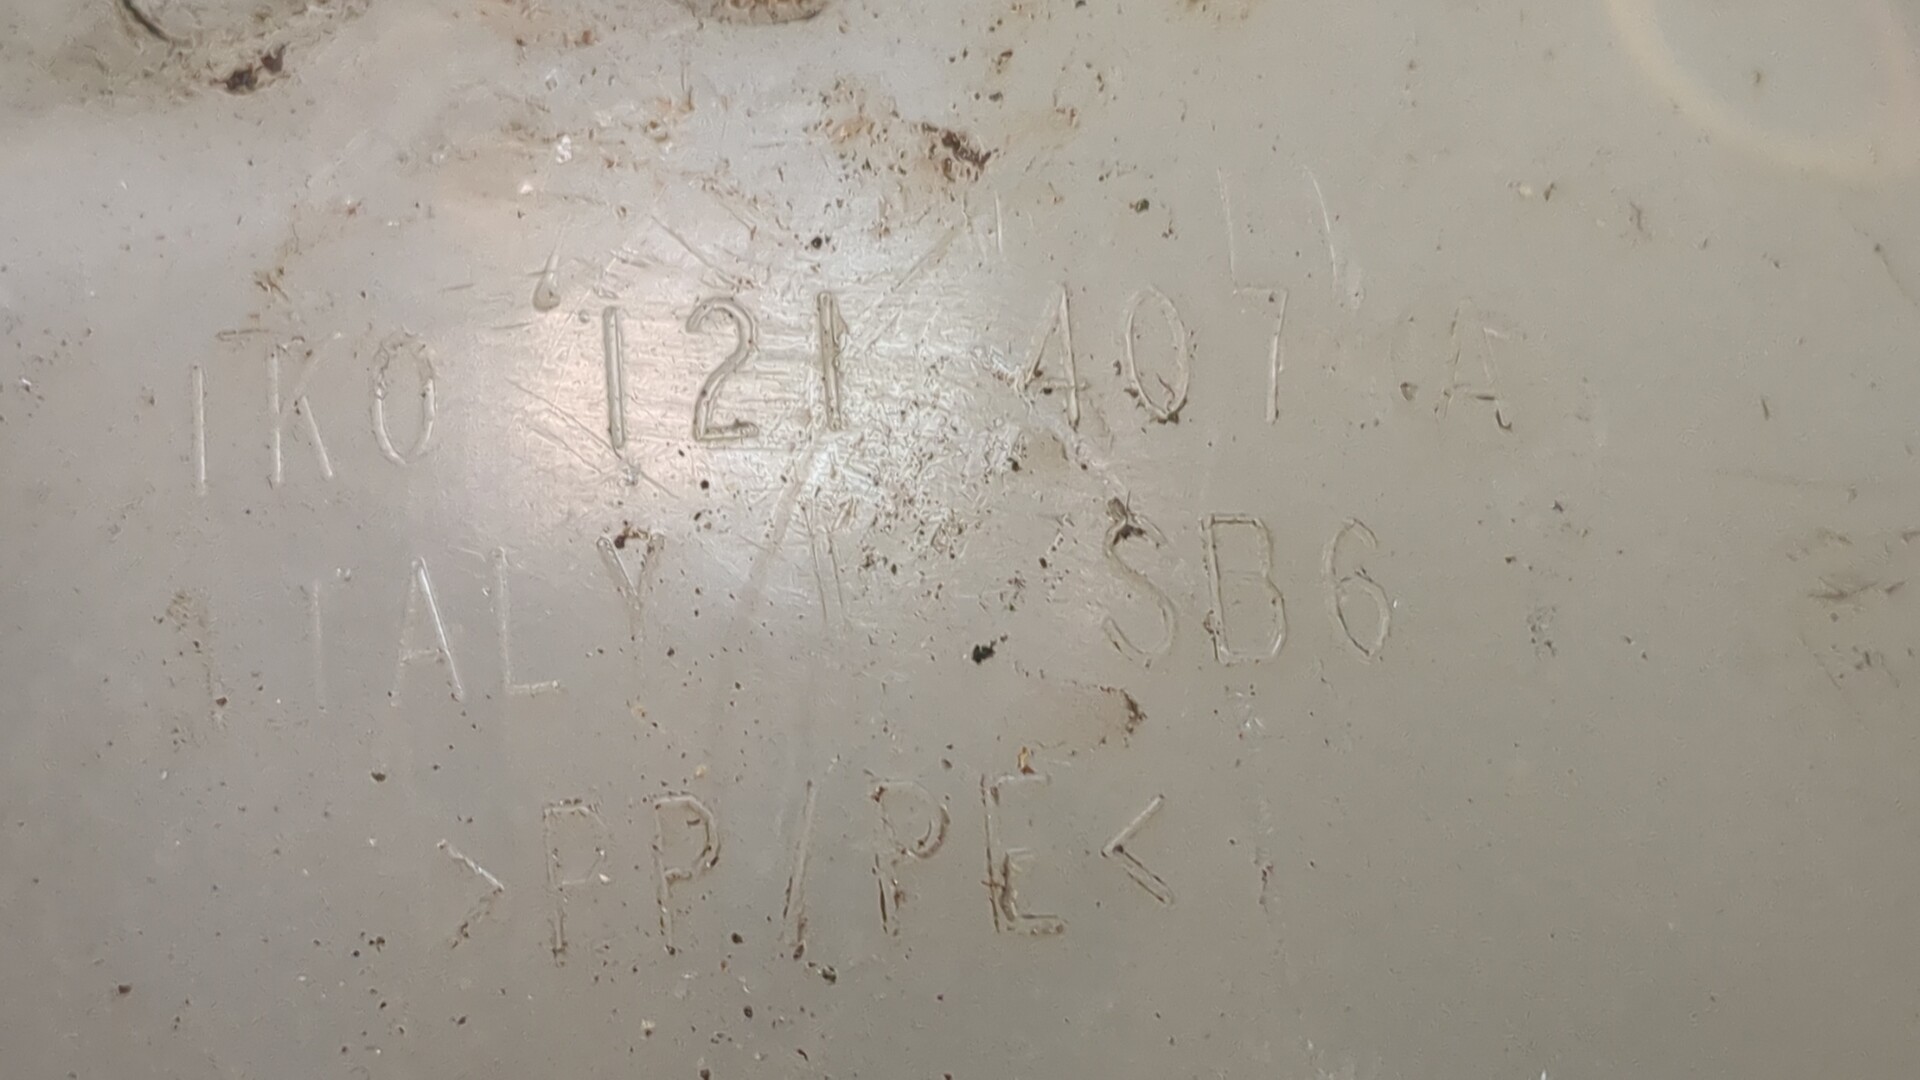 1K0 121 407 A
ITALY SB6
>PP/PE<